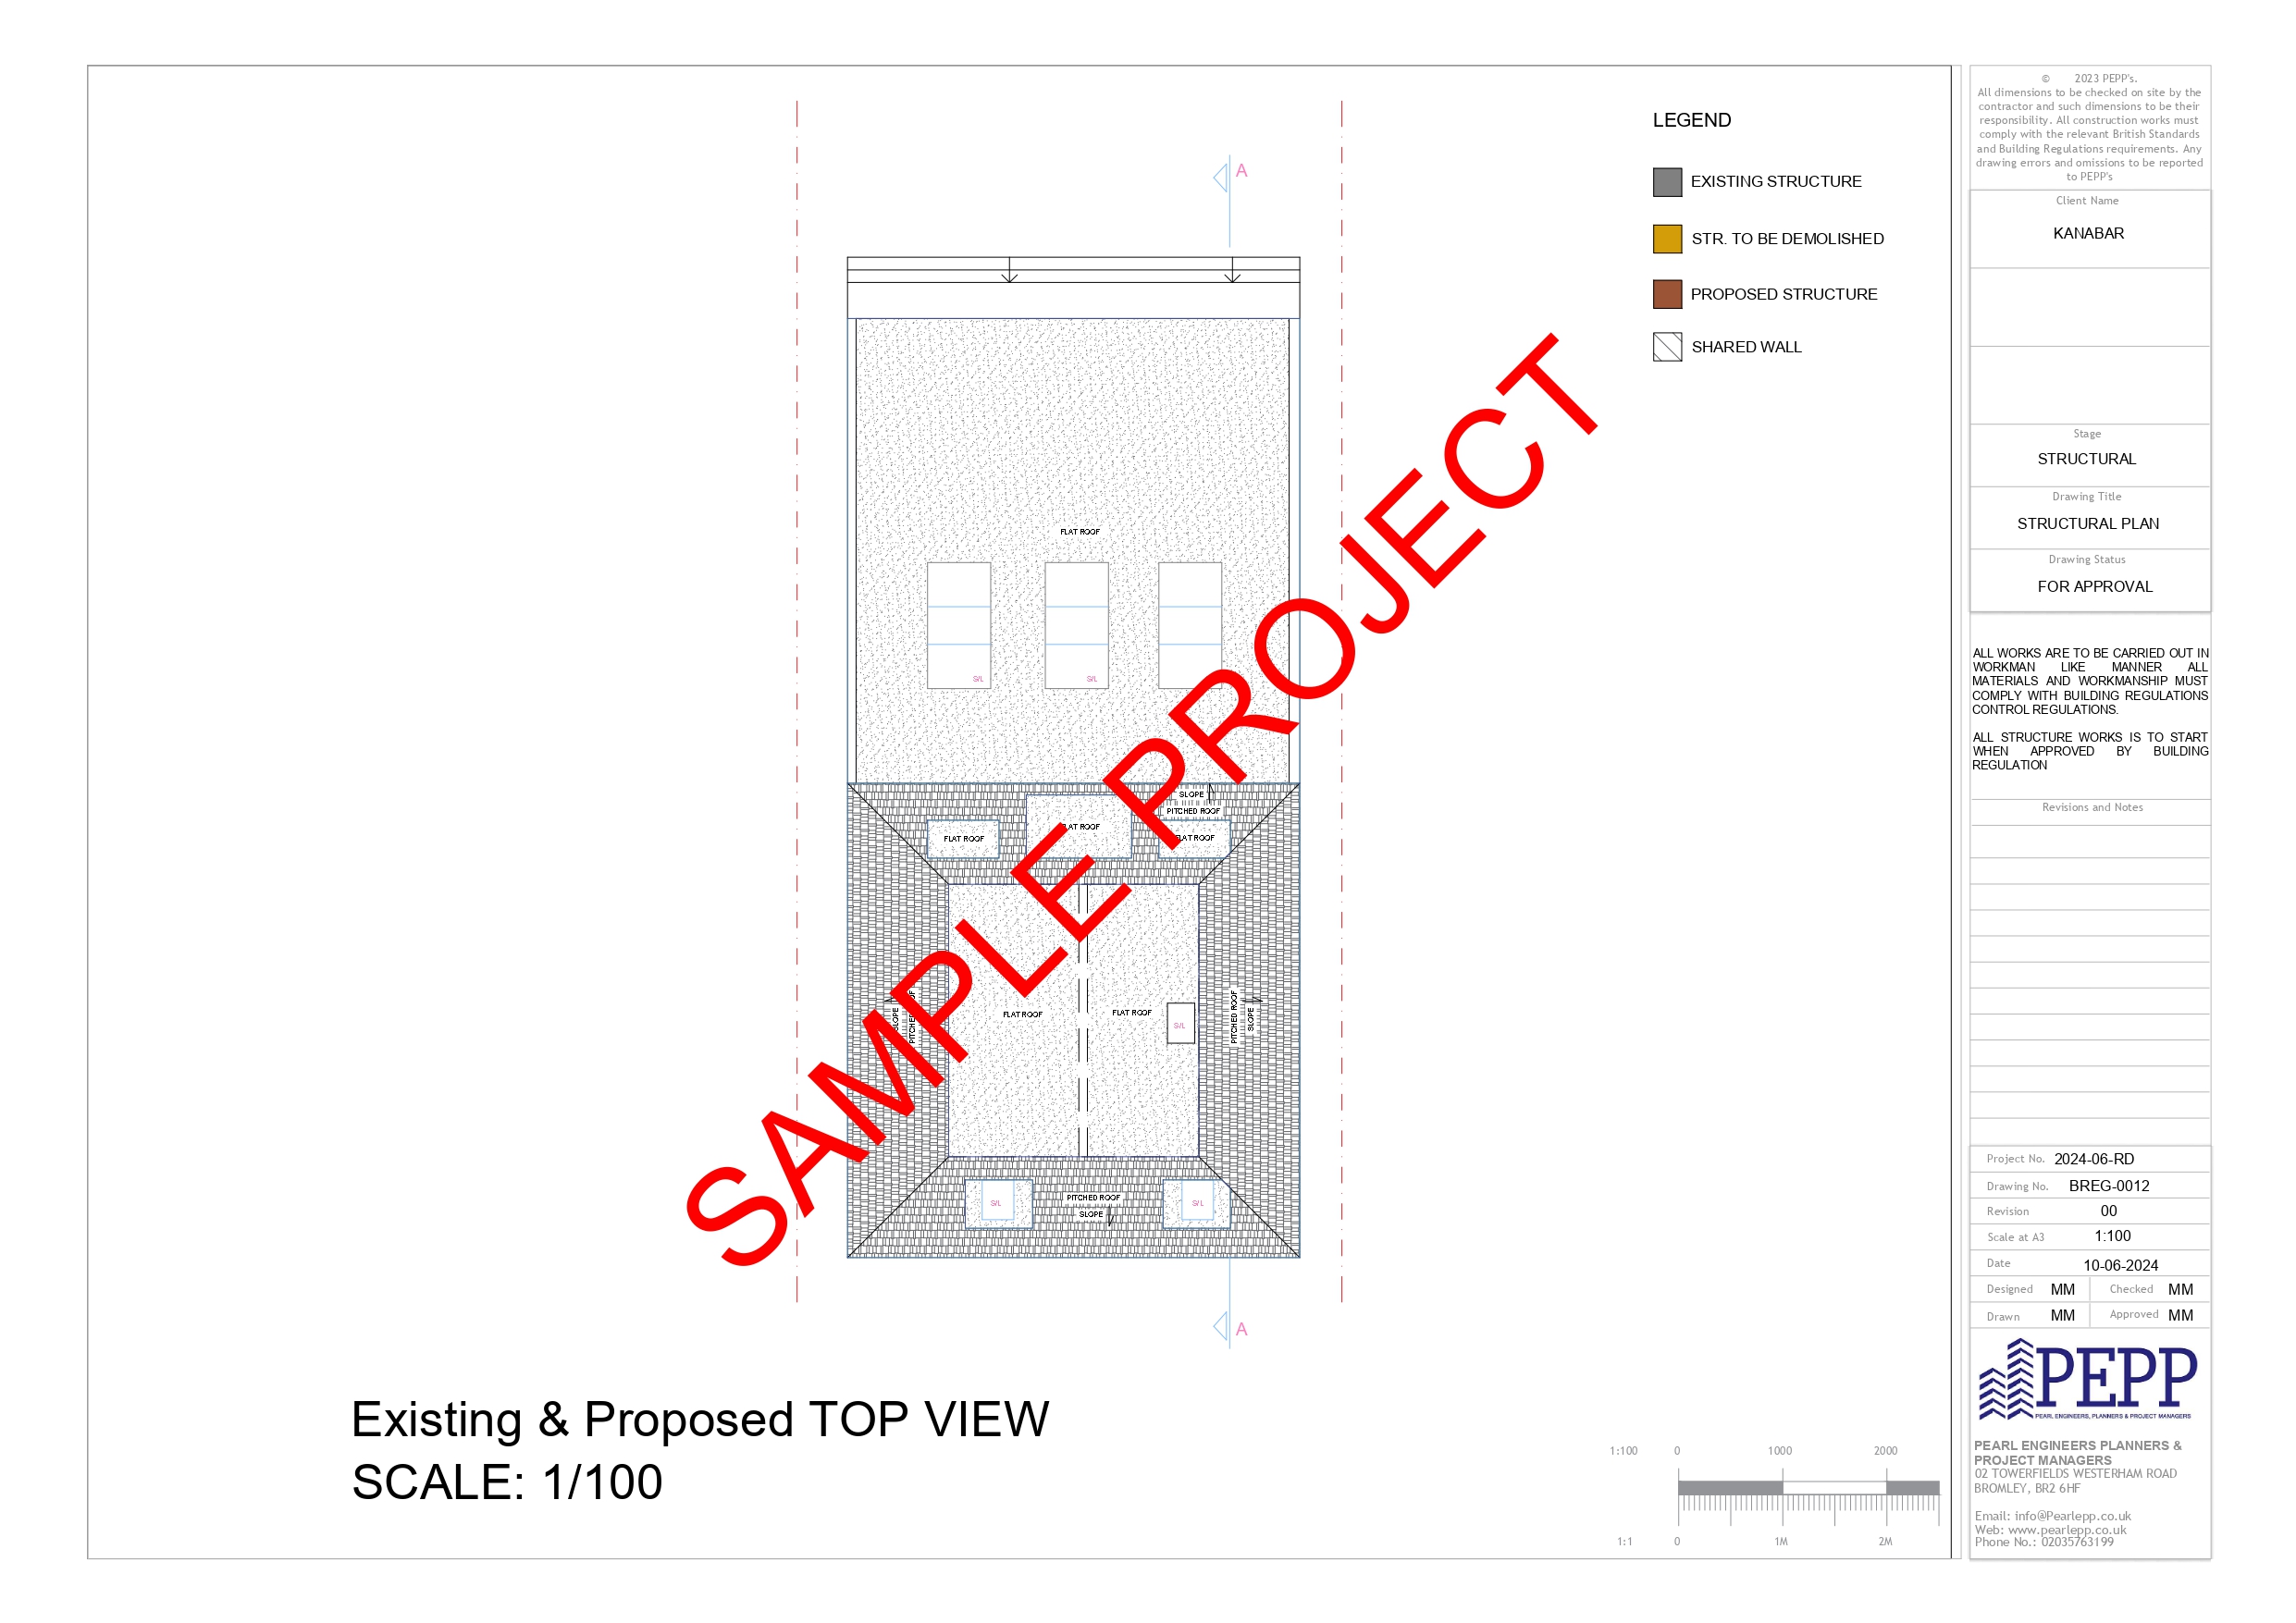 LEGEND
EXISTING STRUCTURE
STR. TO BE DEMOLISHED
PROPOSED STRUCTURE
SHARED WALL
A
FLAT ROOF
S/L
S/L
SLOPE
PITCHED ROOF
FLAT ROOF
FLAT ROOF
FLAT ROOF
SLOPE
PITCHED ROOF
FLAT ROOF
FLAT ROOF
S/L
PITCHED ROOF
SLOPE
S/L
PITCHED ROOF
SLOPE
S/L
A
SAMPLE PROJECT
Existing & Proposed TOP VIEW
SCALE: 1/100
1:100 0 1000 2000
1:1 0 1M 2M
© 2023 PEPP's.
All dimensions to be checked on site by the
contractor and such dimensions to be their
responsibility. All construction works must
comply with the relevant British Standards
and Building Regulations requirements. Any
drawing errors and omissions to be reported
to PEPP's
Client Name
KANABAR
Stage
STRUCTURAL
Drawing Title
STRUCTURAL PLAN
Drawing Status
FOR APPROVAL
ALL WORKS ARE TO BE CARRIED OUT IN
WORKMAN LIKE MANNER ALL
MATERIALS AND WORKMANSHIP MUST
COMPLY WITH BUILDING REGULATIONS
CONTROL REGULATIONS.
ALL STRUCTURE WORKS IS TO START
WHEN APPROVED BY BUILDING
REGULATION
Revisions and Notes
Project No. 2024-06-RD
Drawing No. BREG-0012
Revision 00
Scale at A3 1:100
Date 10-06-2024
Designed MM Checked MM
Drawn MM Approved MM
PEPP
PEARL ENGINEERS, PLANNERS & PROJECT MANAGERS
PEARL ENGINEERS PLANNERS &
PROJECT MANAGERS
02 TOWERFIELDS WESTERHAM ROAD
BROMLEY, BR2 6HF
Email: info@Pearlepp.co.uk
Web: www.pearlepp.co.uk
Phone No.: 02035763199